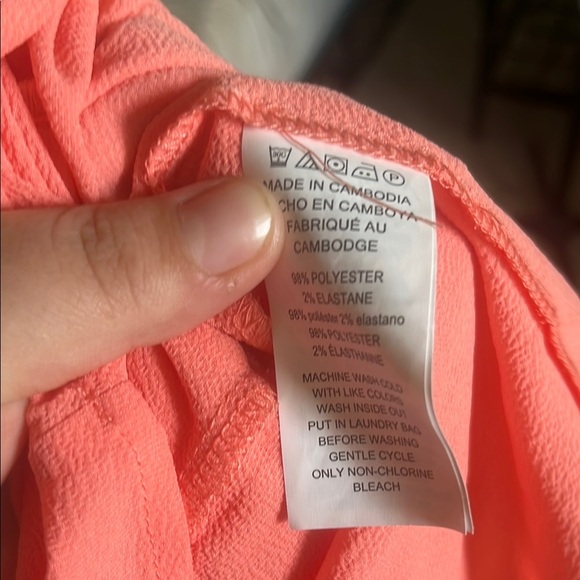 MADE IN CAMBODIA
CHO EN CAMBOYA
FABRIQUÉ AU
CAMBODGE
98% POLYESTER
2% ELASTANE
98% poliéster 2% elastano
98% POLYESTER
2% ÉLASTHANNE
MACHINE WASH COLD
WITH LIKE COLORS
WASH INSIDE OUT
PUT IN LAUNDRY BAG
BEFORE WASHING
GENTLE CYCLE
ONLY NON-CHLORINE
BLEACH